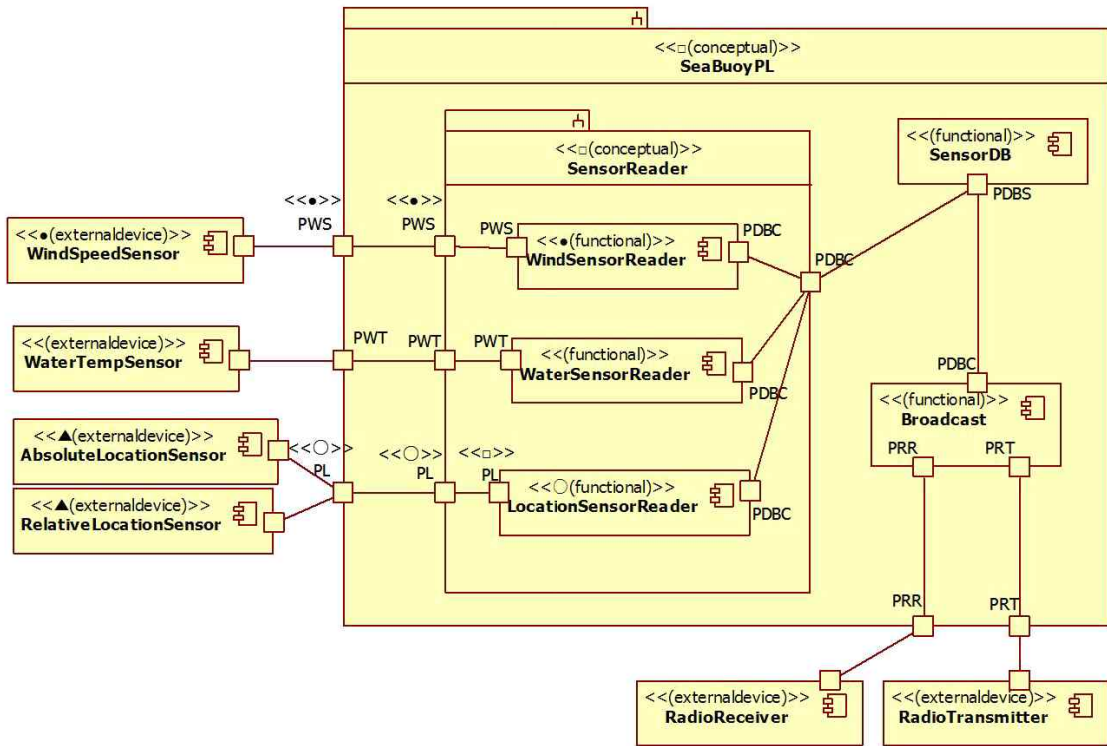 <<□(conceptual)>>
SeaBuoyPL
<<□(conceptual)>>
SensorReader
<<(functional)>>
SensorDB
PDBS
<<●>>
PWS
<<●>>
PWS
PWS
<<●(externaldevice)>>
WindSpeedSensor
<<●(functional)>>
WindSensorReader
PDBC
PDBC
<<(externaldevice)>>
WaterTempSensor
PWT
PWT
PWT
<<(functional)>>
WaterSensorReader
PDBC
PDBC
<<(functional)>>
Broadcast
PRR
PRT
<<▲(externaldevice)>>
AbsoluteLocationSensor
<<○>>
PL
<<○>>
PL
<<□>>
PL
<<○(functional)>>
LocationSensorReader
PDBC
<<▲(externaldevice)>>
RelativeLocationSensor
PRR
PRT
<<(externaldevice)>>
RadioReceiver
<<(externaldevice)>>
RadioTransmitter